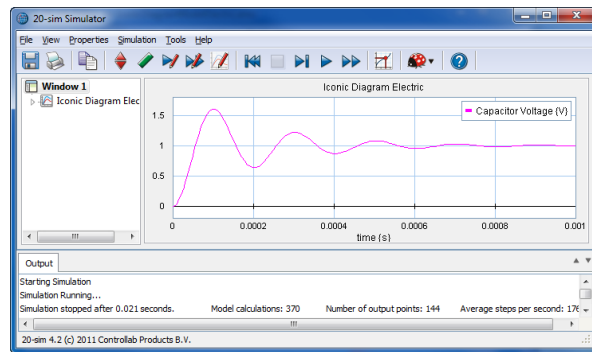 20-sim Simulator
File View Properties Simulation Tools Help
Window 1
Iconic Diagram Elec
Iconic Diagram Electric
Capacitor Voltage {V}
1.5
1
0.5
0
0 0.0002 0.0004 0.0006 0.0008 0.001
time {s}
Output
Starting Simulation
Simulation Running...
Simulation stopped after 0.021 seconds. Model calculations: 370 Number of output points: 144 Average steps per second:
20-sim 4.2 (c) 2011 Controllab Products B.V.